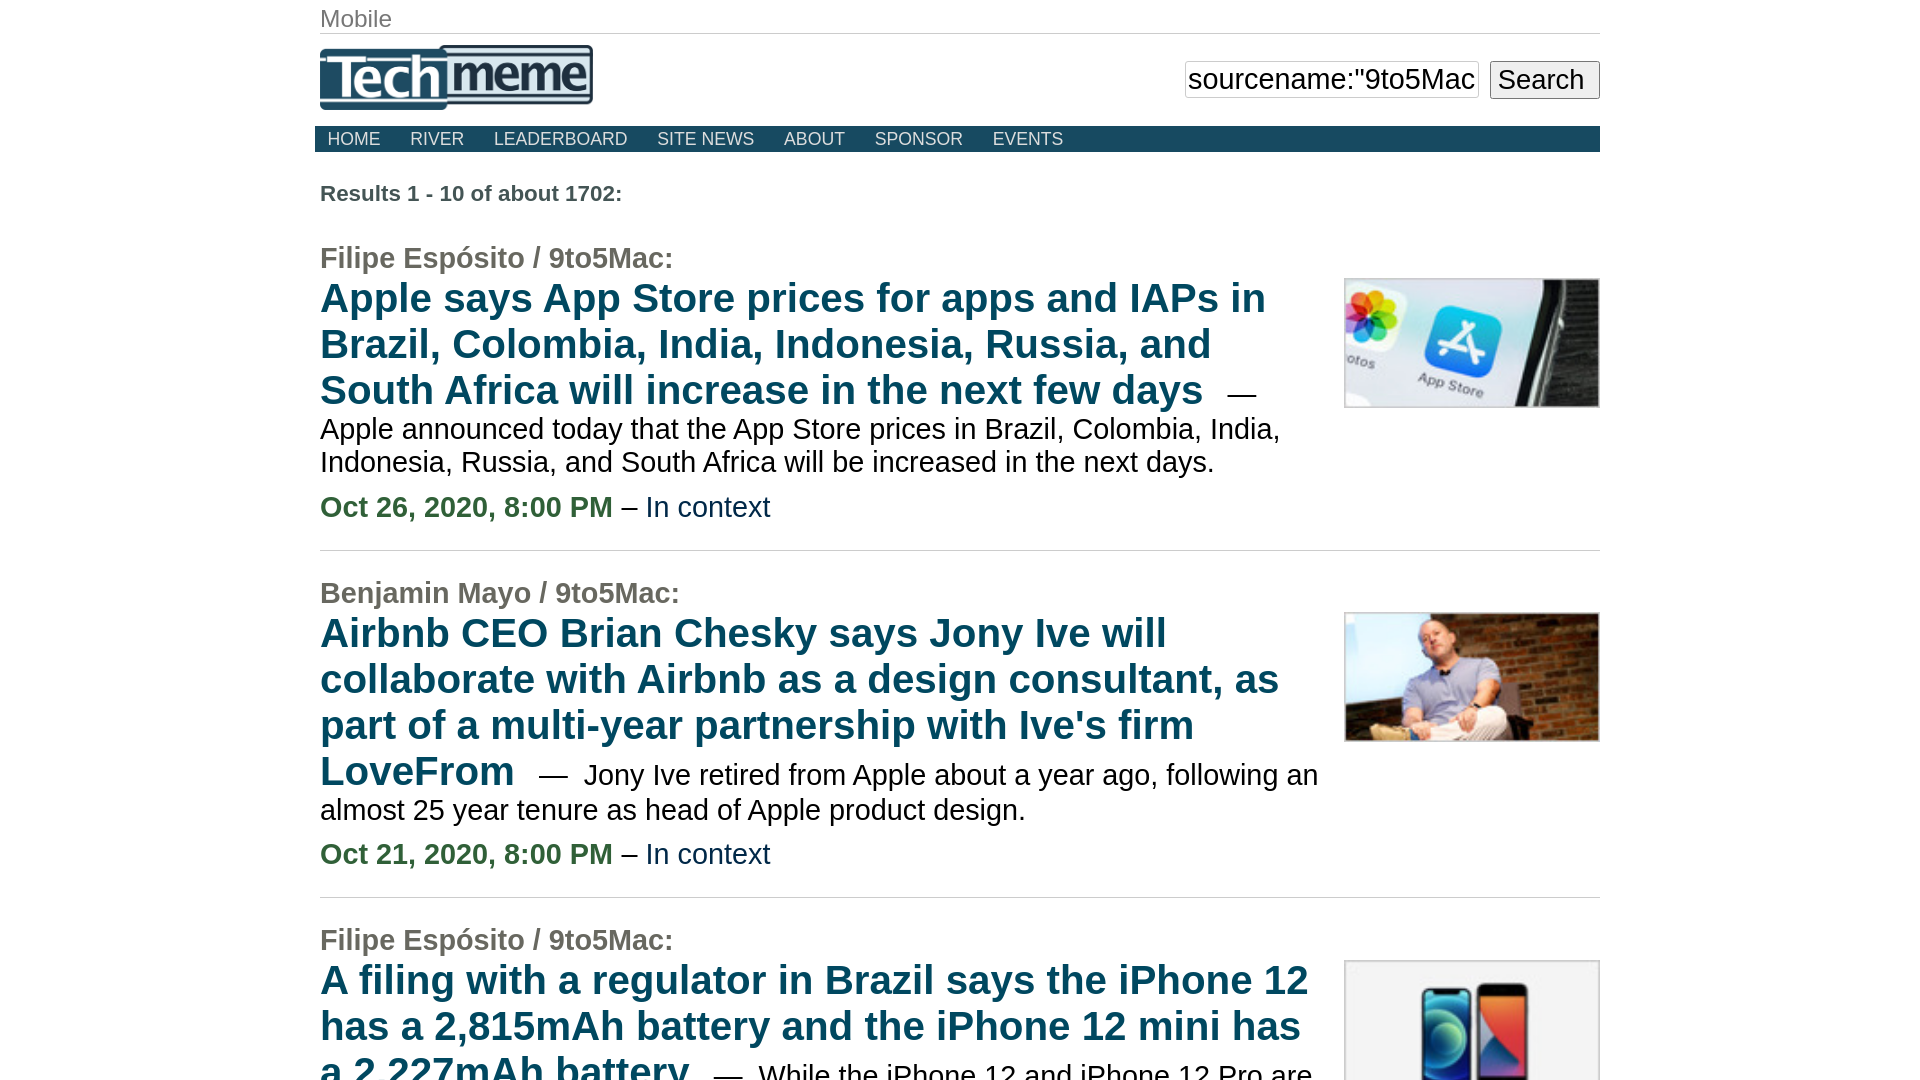 Mobile
Techmeme
sourcename:"9to5Mac
Search
HOME RIVER LEADERBOARD SITE NEWS ABOUT SPONSOR EVENTS
Results 1 - 10 of about 1702:
Filipe Espósito / 9to5Mac:
Apple says App Store prices for apps and IAPs in
Brazil, Colombia, India, Indonesia, Russia, and
South Africa will increase in the next few days —
Apple announced today that the App Store prices in Brazil, Colombia, India,
Indonesia, Russia, and South Africa will be increased in the next days.
otos
App Store
Oct 26, 2020, 8:00 PM – In context
Benjamin Mayo / 9to5Mac:
Airbnb CEO Brian Chesky says Jony Ive will
collaborate with Airbnb as a design consultant, as
part of a multi-year partnership with Ive's firm
LoveFrom — Jony Ive retired from Apple about a year ago, following an
almost 25 year tenure as head of Apple product design.
Oct 21, 2020, 8:00 PM – In context
Filipe Espósito / 9to5Mac:
A filing with a regulator in Brazil says the iPhone 12
has a 2,815mAh battery and the iPhone 12 mini has
a 2,227mAh battery — While the iPhone 12 and iPhone 12 Pro are